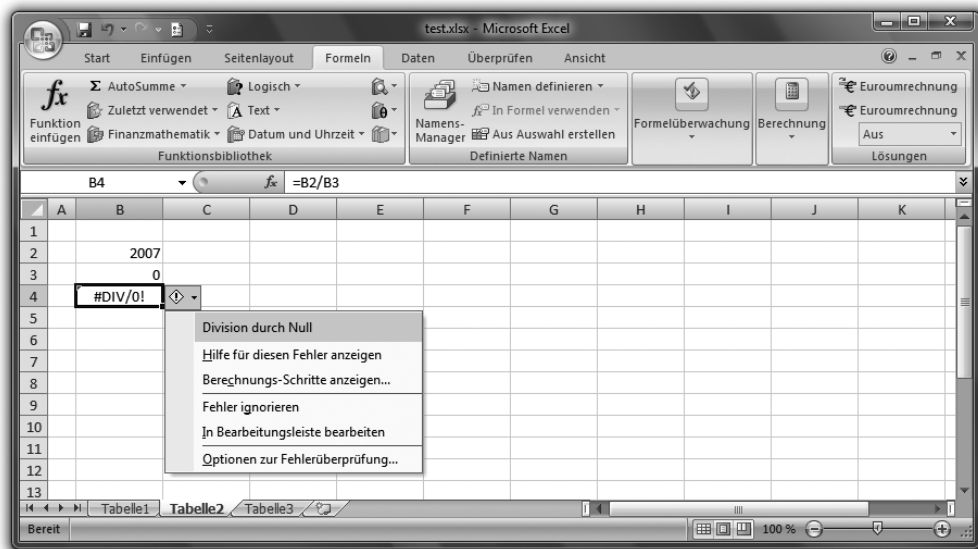 test.xlsx - Microsoft Excel
Start Einfügen Seitenlayout Formeln Daten Überprüfen Ansicht
fx Funktion einfügen
Σ AutoSumme
Zuletzt verwendet
Finanzmathematik
Logisch
A Text
Datum und Uhrzeit
θ
Funktionsbibliothek
Namens-Manager
Namen definieren
In Formel verwenden
Aus Auswahl erstellen
Definierte Namen
Formelüberwachung
Berechnung
€ Euroumrechnung
€ Euroumrechnung
Aus
Lösungen
B4 fx =B2/B3
A B C D E F G H I J K
1
2 2007
3 0
4 #DIV/0!
5
6
7
8
9
10
11
12
13
Division durch Null
Hilfe für diesen Fehler anzeigen
Berechnungs-Schritte anzeigen...
Fehler ignorieren
In Bearbeitungsleiste bearbeiten
Optionen zur Fehlerüberprüfung...
Tabelle1 Tabelle2 Tabelle3
Bereit 100 %